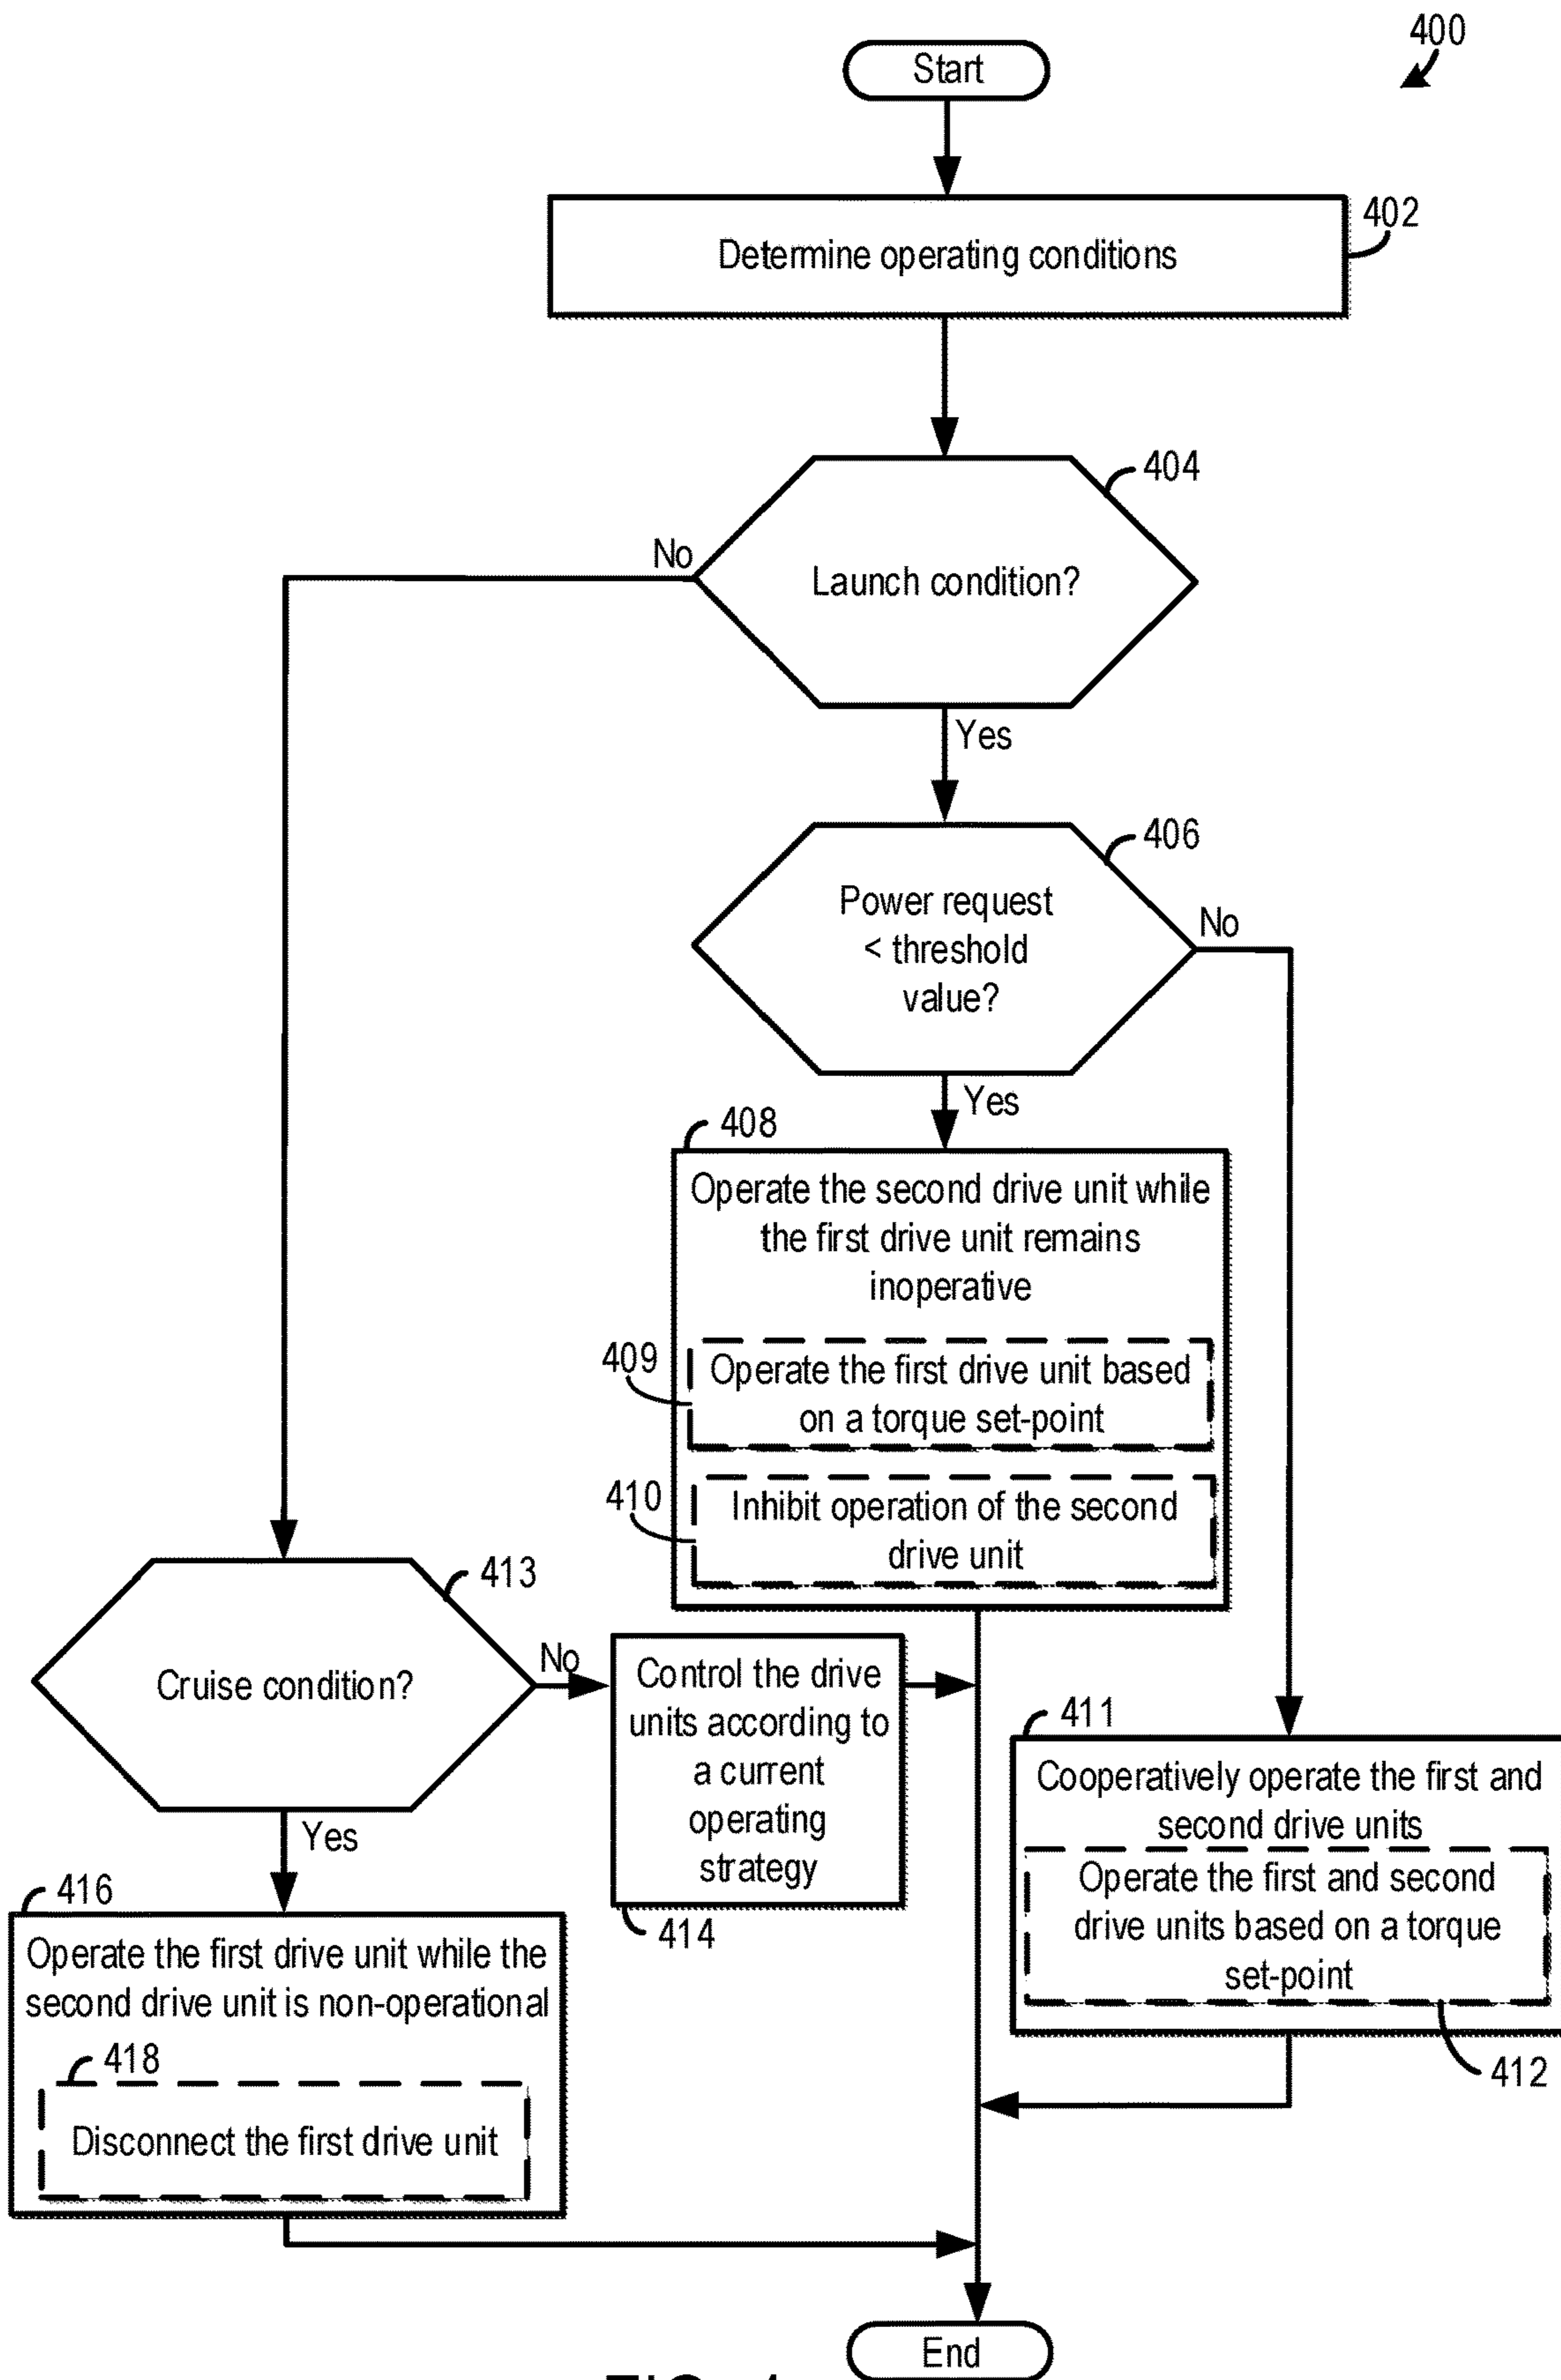 400
Start
402
Determine operating conditions
404
No
Launch condition?
Yes
406
Power request
< threshold
value?
No
Yes
408
Operate the second drive unit while
the first drive unit remains
inoperative
409
Operate the first drive unit based
on a torque set-point
410
Inhibit operation of the second
drive unit
413
Cruise condition?
No
Control the drive
units according to
a current
operating
strategy
414
411
Cooperatively operate the first and
second drive units
Operate the first and second
drive units based on a torque
set-point
412
Yes
416
Operate the first drive unit while the
second drive unit is non-operational
418
Disconnect the first drive unit
End